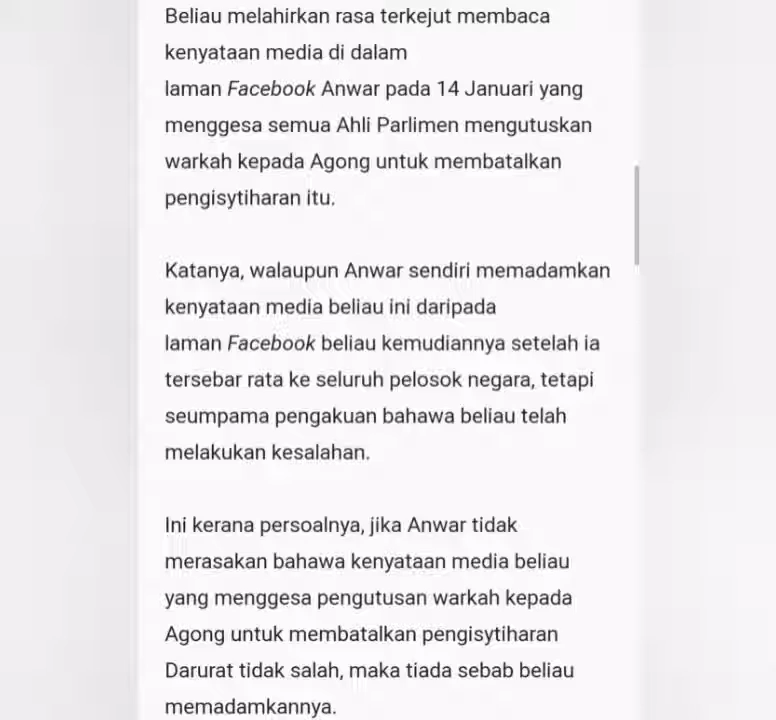 Beliau melahirkan rasa terkejut membaca
kenyataan media di dalam
laman Facebook Anwar pada 14 Januari yang
menggesa semua Ahli Parlimen mengutuskan
warkah kepada Agong untuk membatalkan
pengisytiharan itu.
Katanya, walaupun Anwar sendiri memadamkan
kenyataan media beliau ini daripada
laman Facebook beliau kemudiannya setelah ia
tersebar rata ke seluruh pelosok negara, tetapi
seumpama pengakuan bahawa beliau telah
melakukan kesalahan.
Ini kerana persoalnya, jika Anwar tidak
merasakan bahawa kenyataan media beliau
yang menggesa pengutusan warkah kepada
Agong untuk membatalkan pengisytiharan
Darurat tidak salah, maka tiada sebab beliau
memadamkannya.